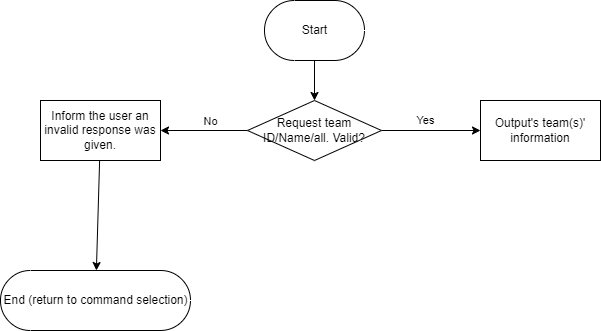 Start
Request team
ID/Name/all. Valid?
No
Yes
Inform the user an
invalid response was
given.
Output's team(s)'
information
End (return to command selection)